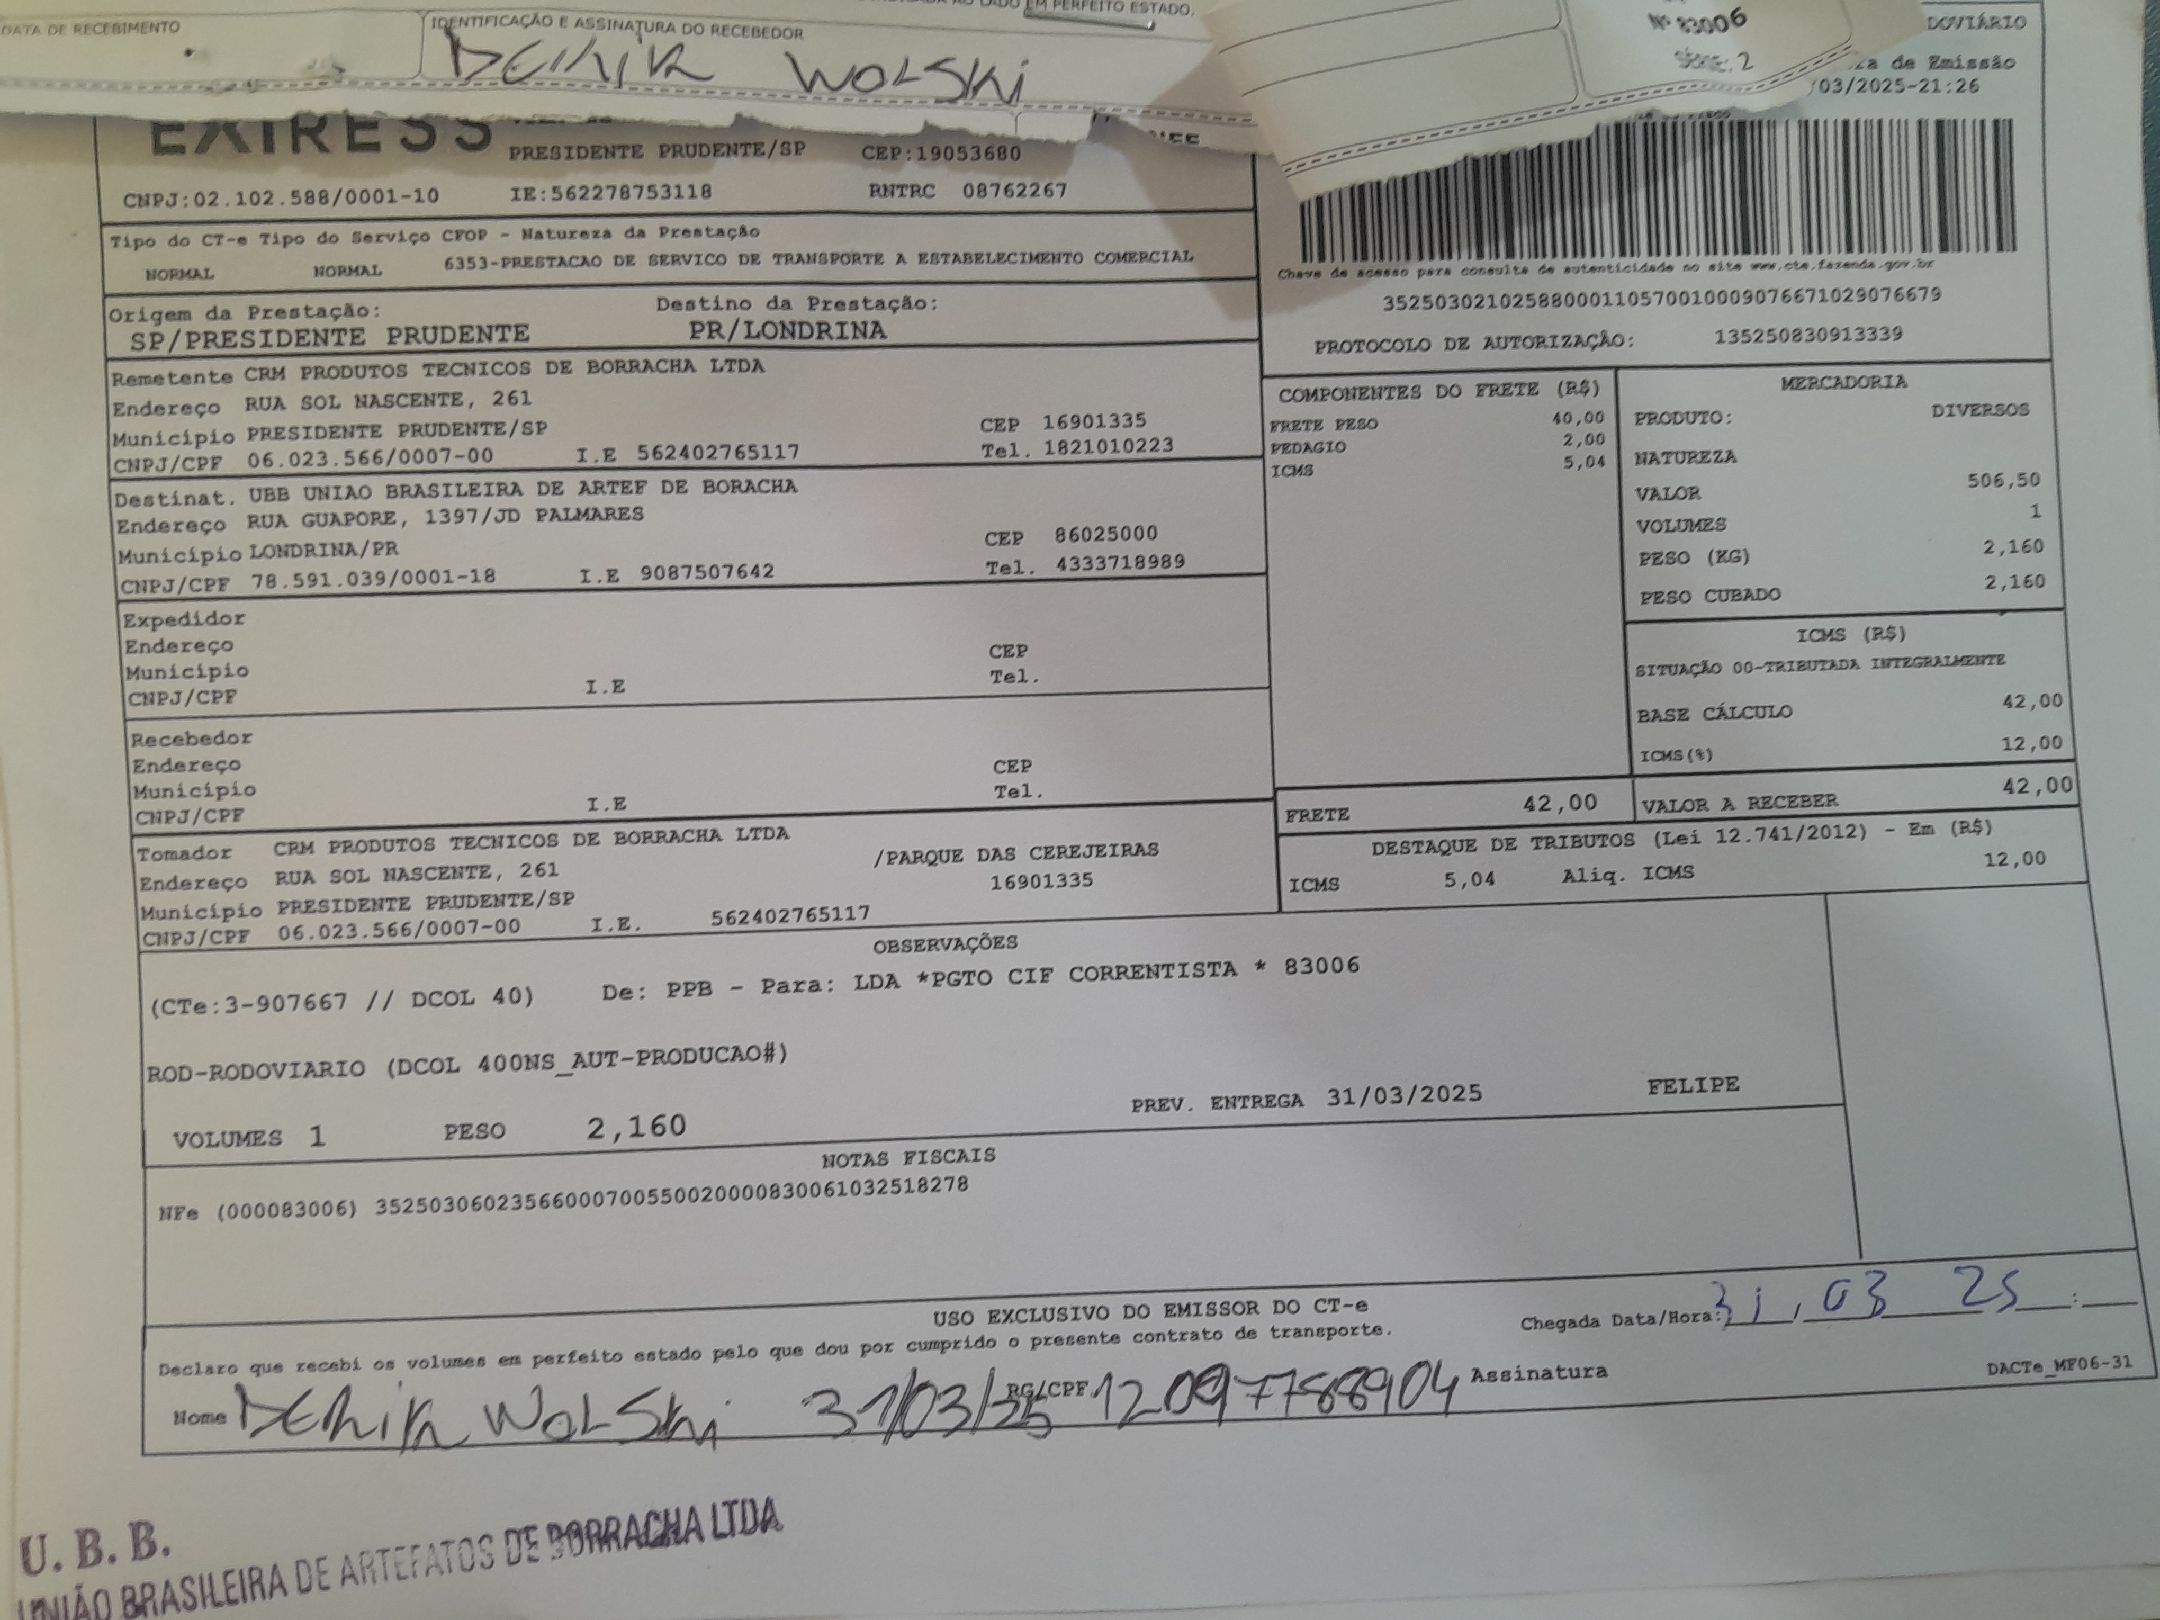 EM PERFEITO ESTADO.
DATA DE RECEBIMENTO
IDENTIFICAÇÃO E ASSINATURA DO RECEBEDOR
DERIK WOLSKI
Nº 83006
Série: 2
DOVIÁRIO
de Emissão
/03/2025-21:26
EXPRESS
PRESIDENTE PRUDENTE/SP CEP:19053680
CNPJ:02.102.588/0001-10 IE:562278753118 RNTRC 08762267
Tipo do CT-e Tipo do Serviço CFOP - Natureza da Prestação
NORMAL NORMAL 6353-PRESTACAO DE SERVICO DE TRANSPORTE A ESTABELECIMENTO COMERCIAL
Chave de acesso para consulta de autenticidade no site www.cte.fazenda.gov.br
35250302102588000110570010009076671029076679
PROTOCOLO DE AUTORIZAÇÃO: 135250830913339
Origem da Prestação: Destino da Prestação:
SP/PRESIDENTE PRUDENTE PR/LONDRINA
Remetente CRM PRODUTOS TECNICOS DE BORRACHA LTDA
Endereço RUA SOL NASCENTE, 261
Município PRESIDENTE PRUDENTE/SP CEP 16901335
CNPJ/CPF 06.023.566/0007-00 I.E 562402765117 Tel. 1821010223
Destinat. UBB UNIAO BRASILEIRA DE ARTEF DE BORACHA
Endereço RUA GUAPORE, 1397/JD PALMARES
Município LONDRINA/PR CEP 86025000
CNPJ/CPF 78.591.039/0001-18 I.E 9087507642 Tel. 4333718989
Expedidor
Endereço
Município CEP
CNPJ/CPF I.E Tel.
Recebedor
Endereço
Município CEP
CNPJ/CPF I.E Tel.
Tomador CRM PRODUTOS TECNICOS DE BORRACHA LTDA
Endereço RUA SOL NASCENTE, 261 /PARQUE DAS CEREJEIRAS
Município PRESIDENTE PRUDENTE/SP 16901335
CNPJ/CPF 06.023.566/0007-00 I.E. 562402765117
COMPONENTES DO FRETE (R$)
FRETE PESO 40,00
PEDAGIO 2,00
ICMS 5,04
MERCADORIA
PRODUTO: DIVERSOS
NATUREZA
VALOR 506,50
VOLUMES 1
PESO (KG) 2,160
PESO CUBADO 2,160
ICMS (R$)
SITUAÇÃO 00-TRIBUTADA INTEGRALMENTE
BASE CÁLCULO 42,00
ICMS(%) 12,00
FRETE 42,00 VALOR A RECEBER 42,00
DESTAQUE DE TRIBUTOS (Lei 12.741/2012) - Em (R$)
ICMS 5,04 Aliq. ICMS 12,00
OBSERVAÇÕES
(CTe:3-907667 // DCOL 40) De: PPB - Para: LDA *PGTO CIF CORRENTISTA * 83006
ROD-RODOVIARIO (DCOL 400NS_AUT-PRODUCAO#)
VOLUMES 1 PESO 2,160 PREV. ENTREGA 31/03/2025 FELIPE
NOTAS FISCAIS
NFe (000083006) 35250306023566000700550020000830061032518278
USO EXCLUSIVO DO EMISSOR DO CT-e
Declaro que recebi os volumes em perfeito estado pelo que dou por cumprido o presente contrato de transporte.
Chegada Data/Hora: 31/03 25 :
Nome DERIK WOLSKI 31/03/25 RG/CPF 12097788904 Assinatura
DACTe_MF06-31
U. B. B.
UNIÃO BRASILEIRA DE ARTEFATOS DE BORRACHA LTDA